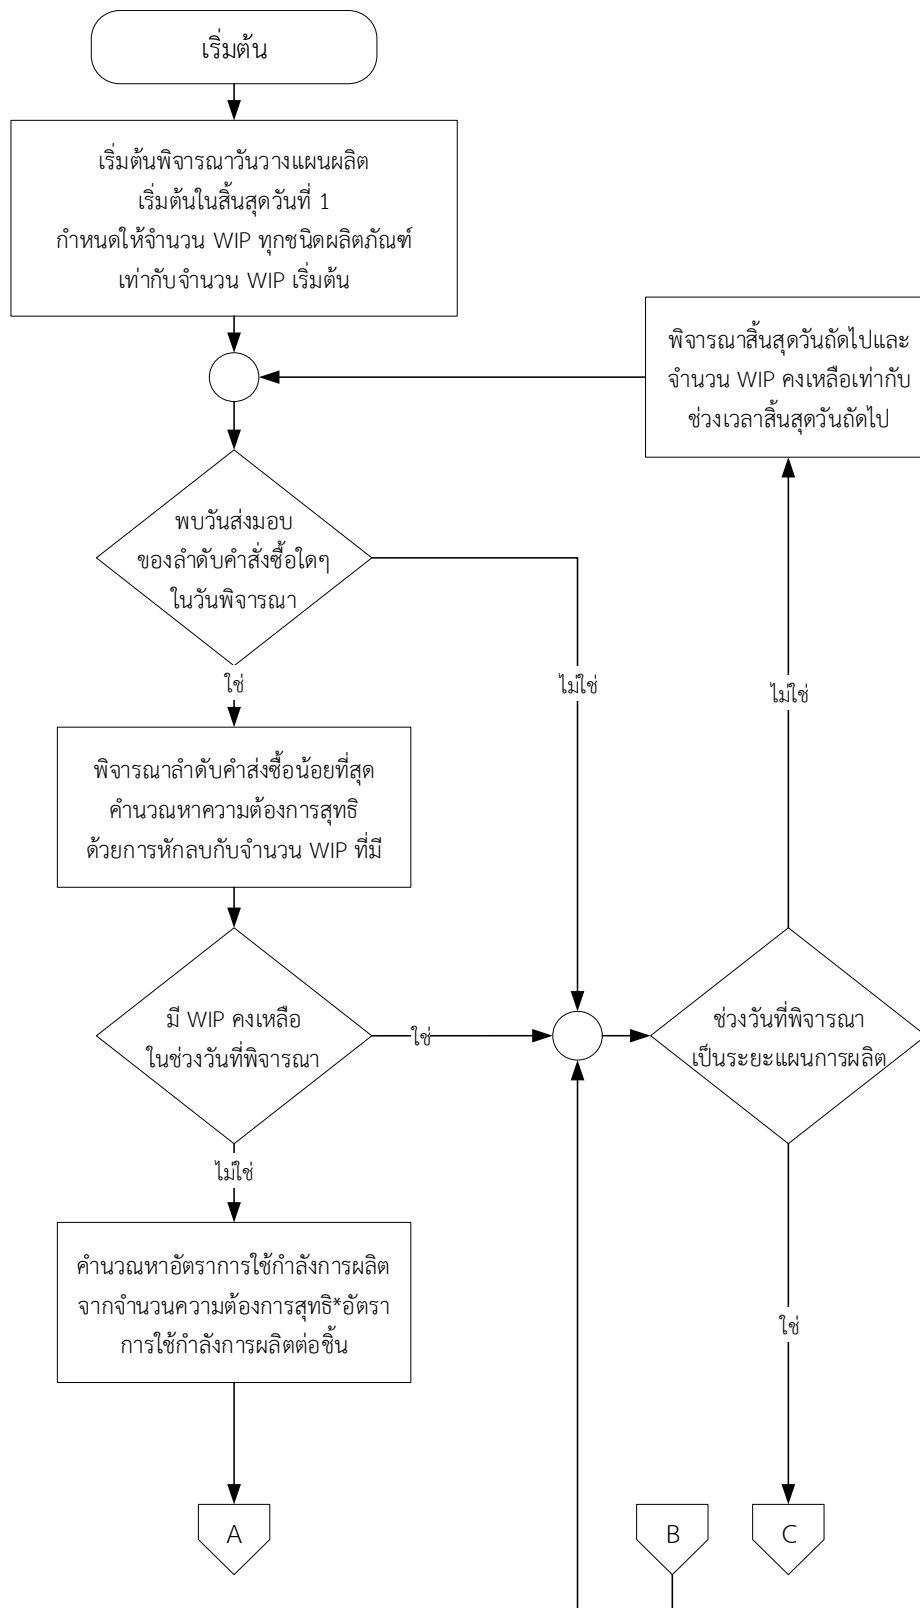 เริ่มต้น
เริ่มต้นพิจารณาวันวางแผนผลิต
เริ่มต้นในสิ้นสุดวันที่ 1
กำหนดให้จำนวน WIP ทุกชนิดผลิตภัณฑ์
เท่ากับจำนวน WIP เริ่มต้น
พิจารณาสิ้นสุดวันถัดไปและ
จำนวน WIP คงเหลือเท่ากับ
ช่วงเวลาสิ้นสุดวันถัดไป
พบวันส่งมอบ
ของลำดับคำสั่งซื้อใดๆ
ในวันพิจารณา
ใช่
ไม่ใช่
ไม่ใช่
พิจารณาลำดับคำส่งซื้อน้อยที่สุด
คำนวณหาความต้องการสุทธิ
ด้วยการหักลบกับจำนวน WIP ที่มี
มี WIP คงเหลือ
ในช่วงวันที่พิจารณา
ใช่
ช่วงวันที่พิจารณา
เป็นระยะแผนการผลิต
ไม่ใช่
คำนวณหาอัตราการใช้กำลังการผลิต
จากจำนวนความต้องการสุทธิ*อัตรา
การใช้กำลังการผลิตต่อชิ้น
ใช่
A
B
C